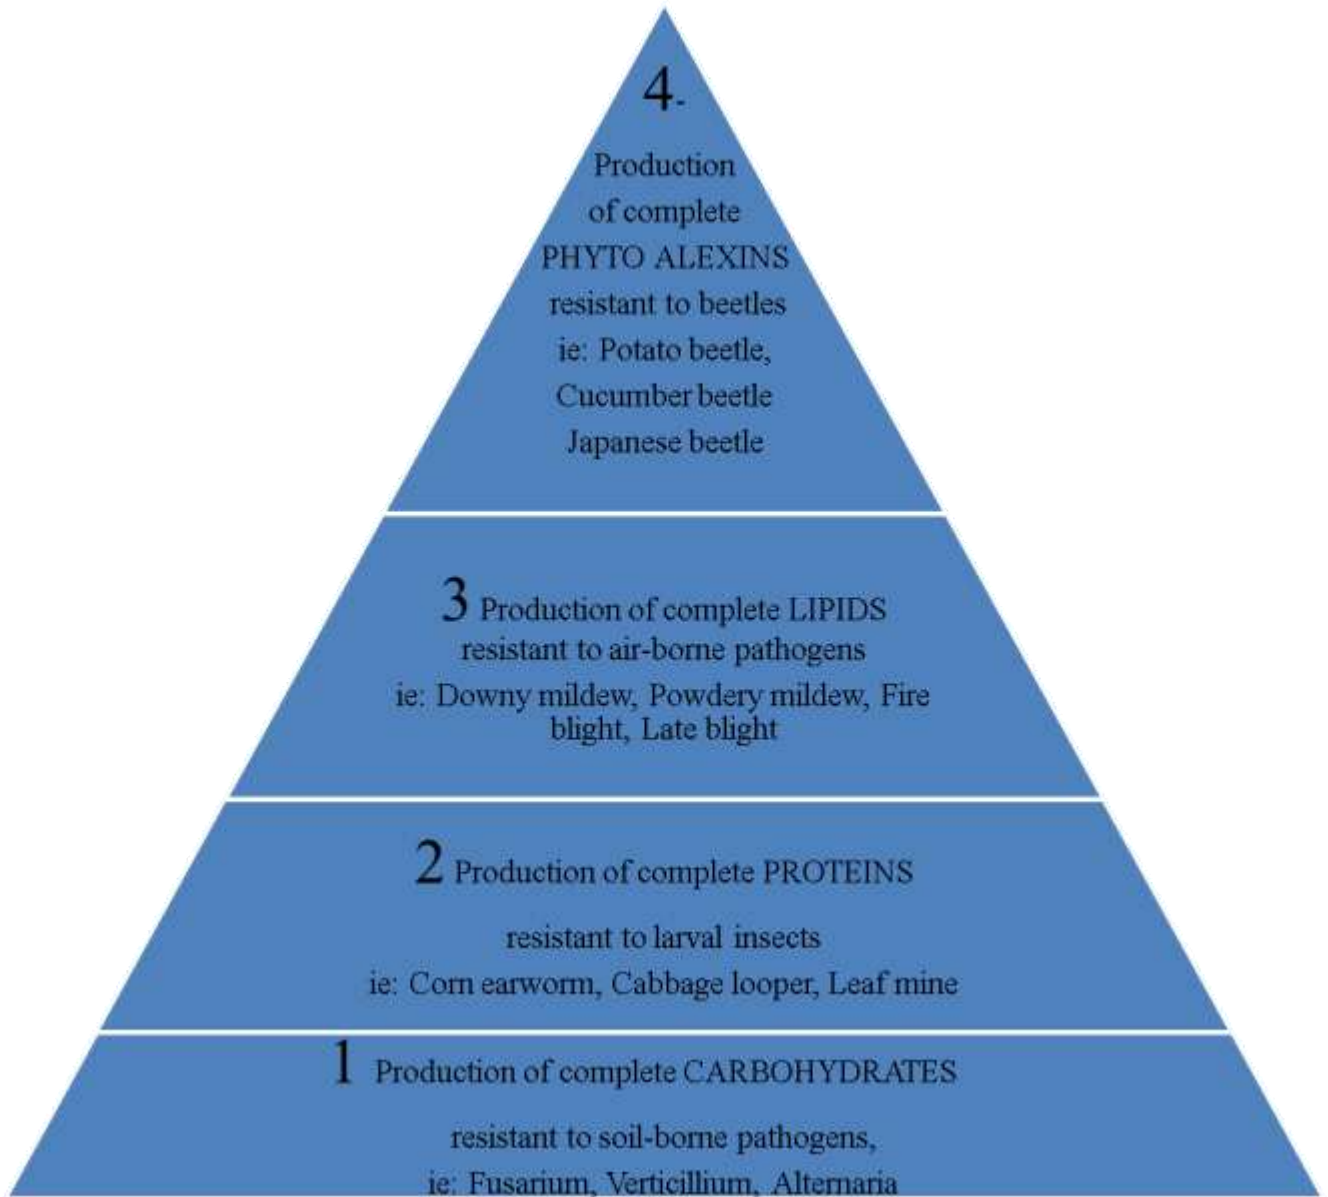 4-
Production
of complete
PHYTO ALEXINS
resistant to beetles
ie: Potato beetle,
Cucumber beetle
Japanese beetle
3 Production of complete LIPIDS
resistant to air-borne pathogens
ie: Downy mildew, Powdery mildew, Fire
blight, Late blight
2 Production of complete PROTEINS
resistant to larval insects
ie: Corn earworm, Cabbage looper, Leaf mine
1 Production of complete CARBOHYDRATES
resistant to soil-borne pathogens,
ie: Fusarium, Verticillium, Alternaria